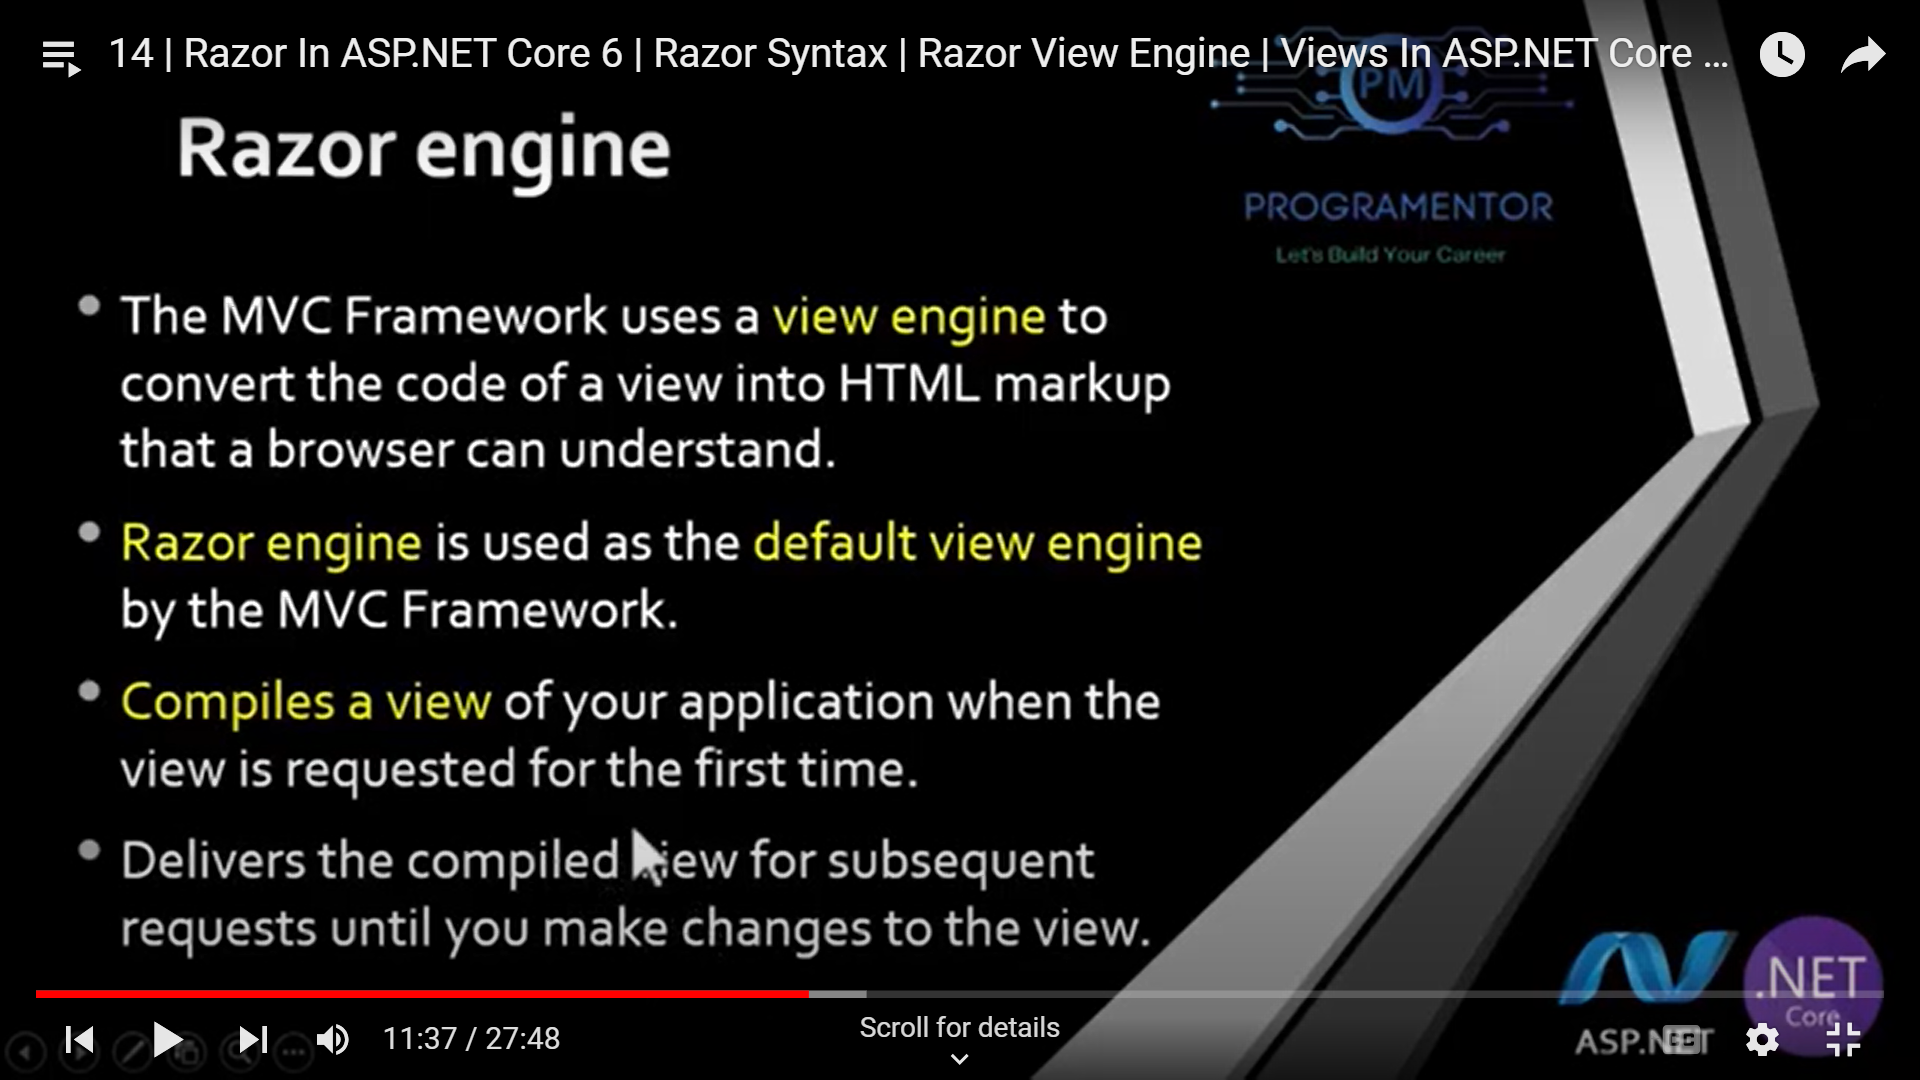 14 | Razor In ASP.NET Core 6 | Razor Syntax | Razor View Engine | Views In ASP.NET Core ...
PM
Razor engine
PROGRAMENTOR
Let's Build Your Career
• The MVC Framework uses a view engine to
convert the code of a view into HTML markup
that a browser can understand.
• Razor engine is used as the default view engine
by the MVC Framework.
• Compiles a view of your application when the
view is requested for the first time.
• Delivers the compiled view for subsequent
requests until you make changes to the view.
.NET
Core
ASP.NET
11:37 / 27:48
Scroll for details